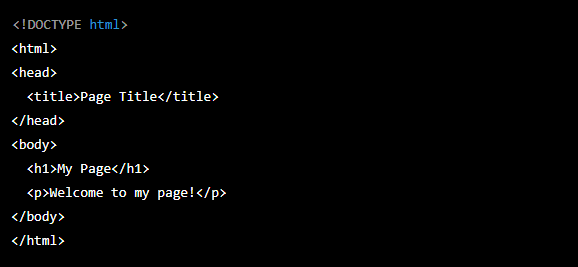 <!DOCTYPE html>
<html>
<head>
  <title>Page Title</title>
</head>
<body>
  <h1>My Page</h1>
  <p>Welcome to my page!</p>
</body>
</html>